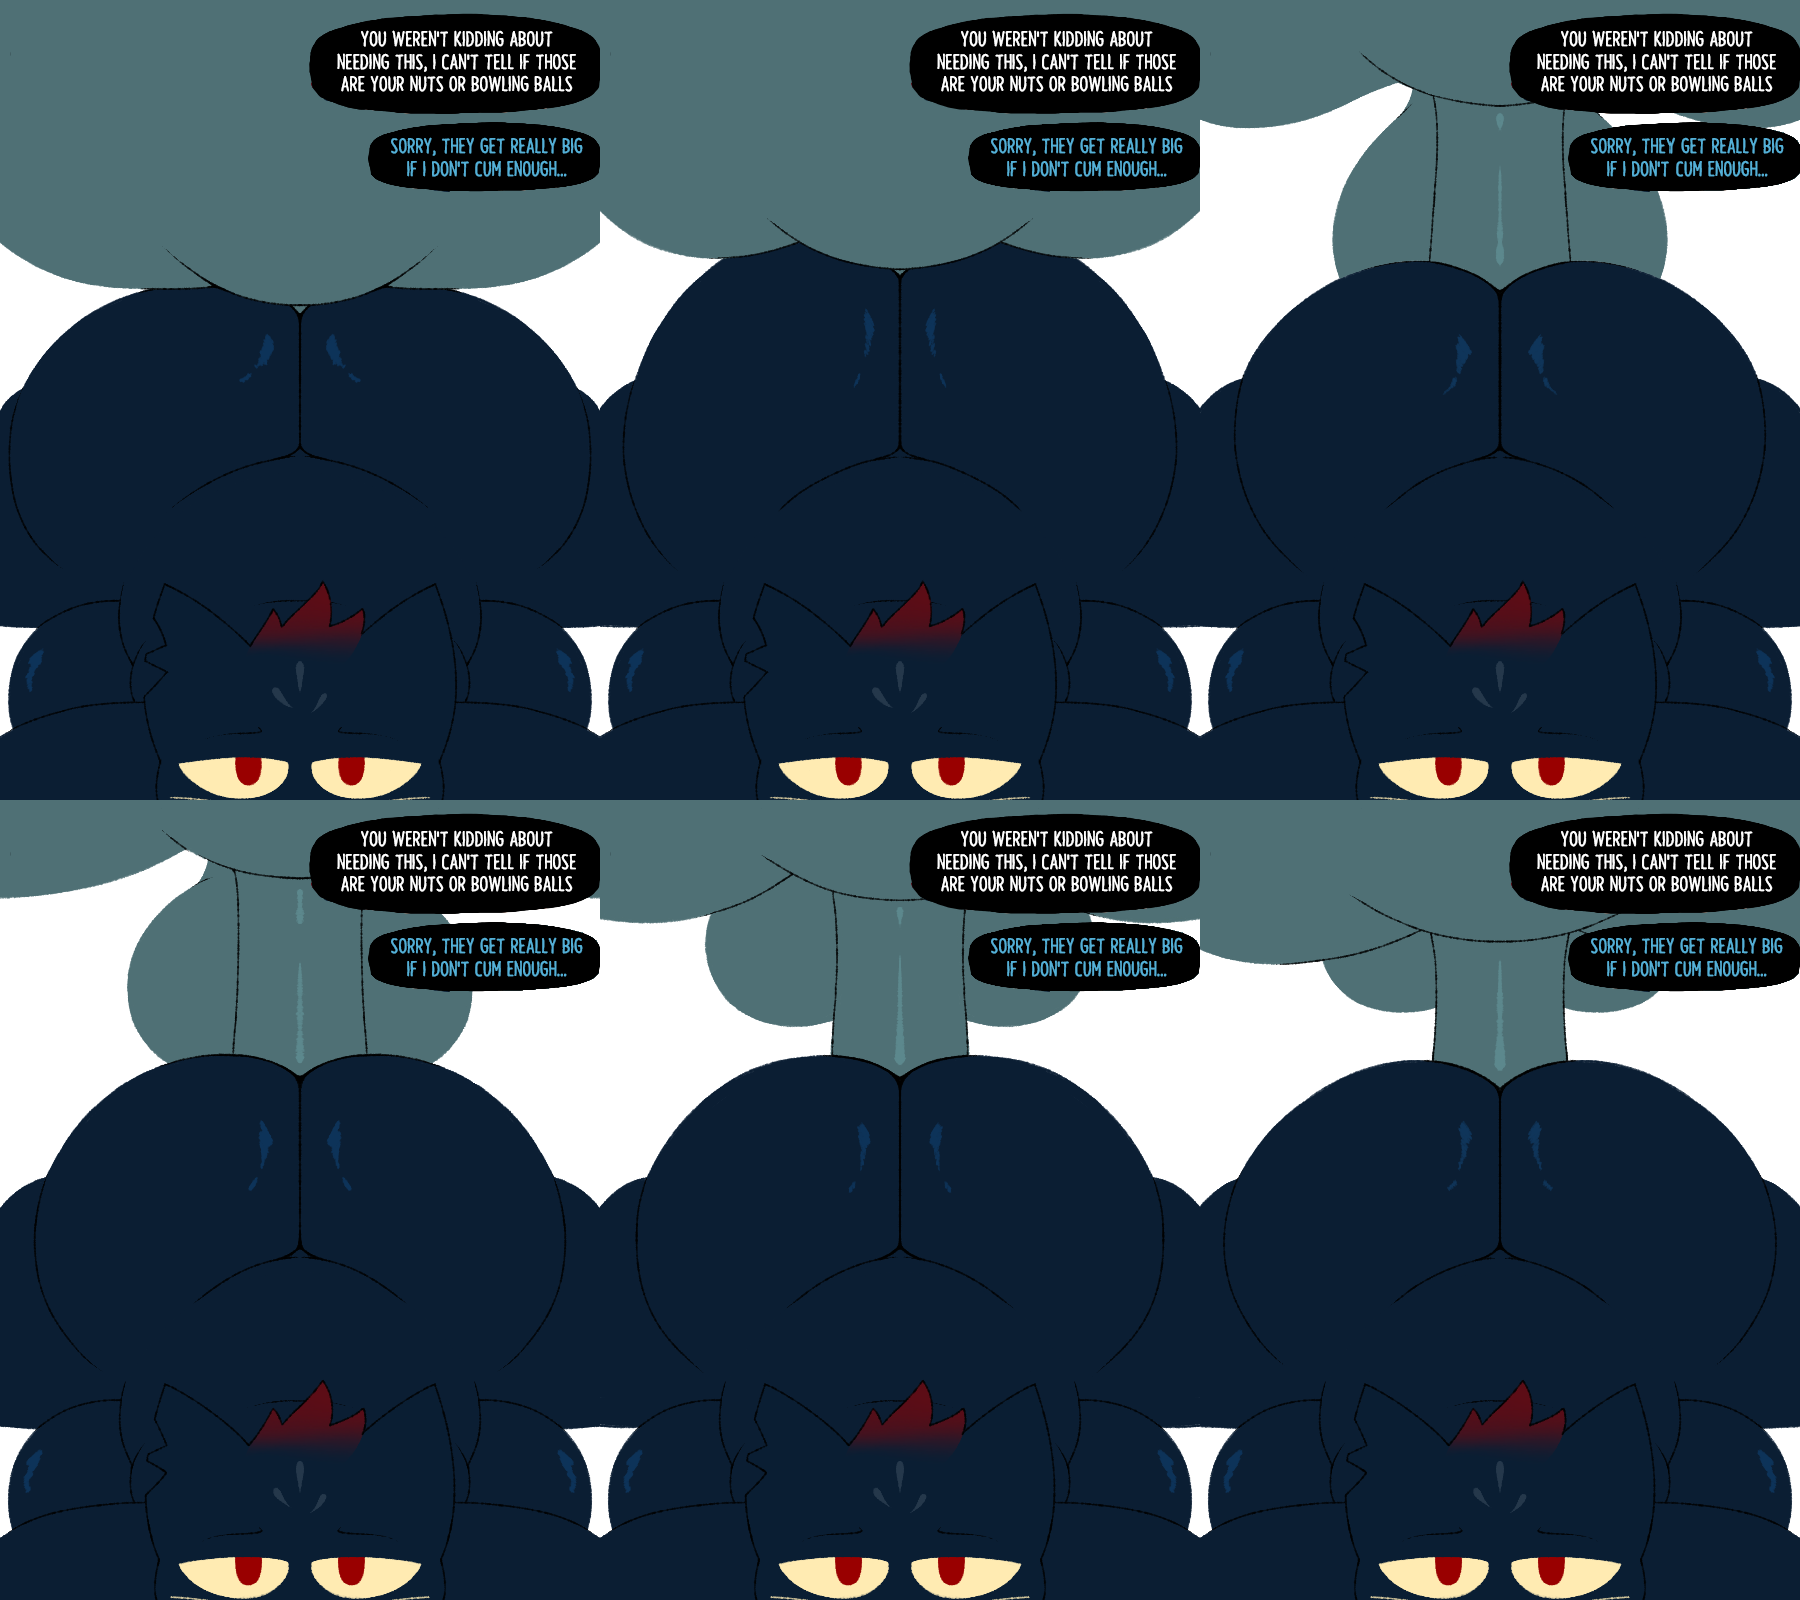 YOU WEREN'T KIDDING ABOUT
NEEDING THIS, I CAN'T TELL IF THOSE
ARE YOUR NUTS OR BOWLING BALLS
SORRY, THEY GET REALLY BIG
IF I DON'T CUM ENOUGH...
YOU WEREN'T KIDDING ABOUT
NEEDING THIS, I CAN'T TELL IF THOSE
ARE YOUR NUTS OR BOWLING BALLS
SORRY, THEY GET REALLY BIG
IF I DON'T CUM ENOUGH...
YOU WEREN'T KIDDING ABOUT
NEEDING THIS, I CAN'T TELL IF THOSE
ARE YOUR NUTS OR BOWLING BALLS
SORRY, THEY GET REALLY BIG
IF I DON'T CUM ENOUGH...
YOU WEREN'T KIDDING ABOUT
NEEDING THIS, I CAN'T TELL IF THOSE
ARE YOUR NUTS OR BOWLING BALLS
SORRY, THEY GET REALLY BIG
IF I DON'T CUM ENOUGH...
YOU WEREN'T KIDDING ABOUT
NEEDING THIS, I CAN'T TELL IF THOSE
ARE YOUR NUTS OR BOWLING BALLS
SORRY, THEY GET REALLY BIG
IF I DON'T CUM ENOUGH...
YOU WEREN'T KIDDING ABOUT
NEEDING THIS, I CAN'T TELL IF THOSE
ARE YOUR NUTS OR BOWLING BALLS
SORRY, THEY GET REALLY BIG
IF I DON'T CUM ENOUGH...